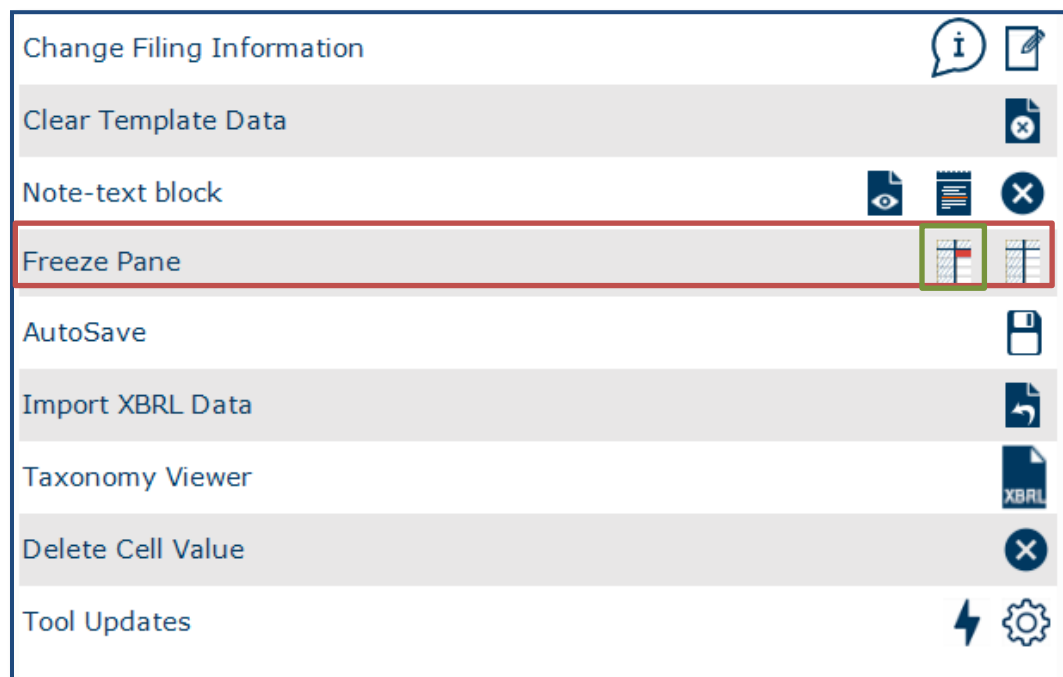 Change Filing Information
i
Clear Template Data
Note-text block
Freeze Pane
AutoSave
Import XBRL Data
Taxonomy Viewer
XBRL
Delete Cell Value
Tool Updates